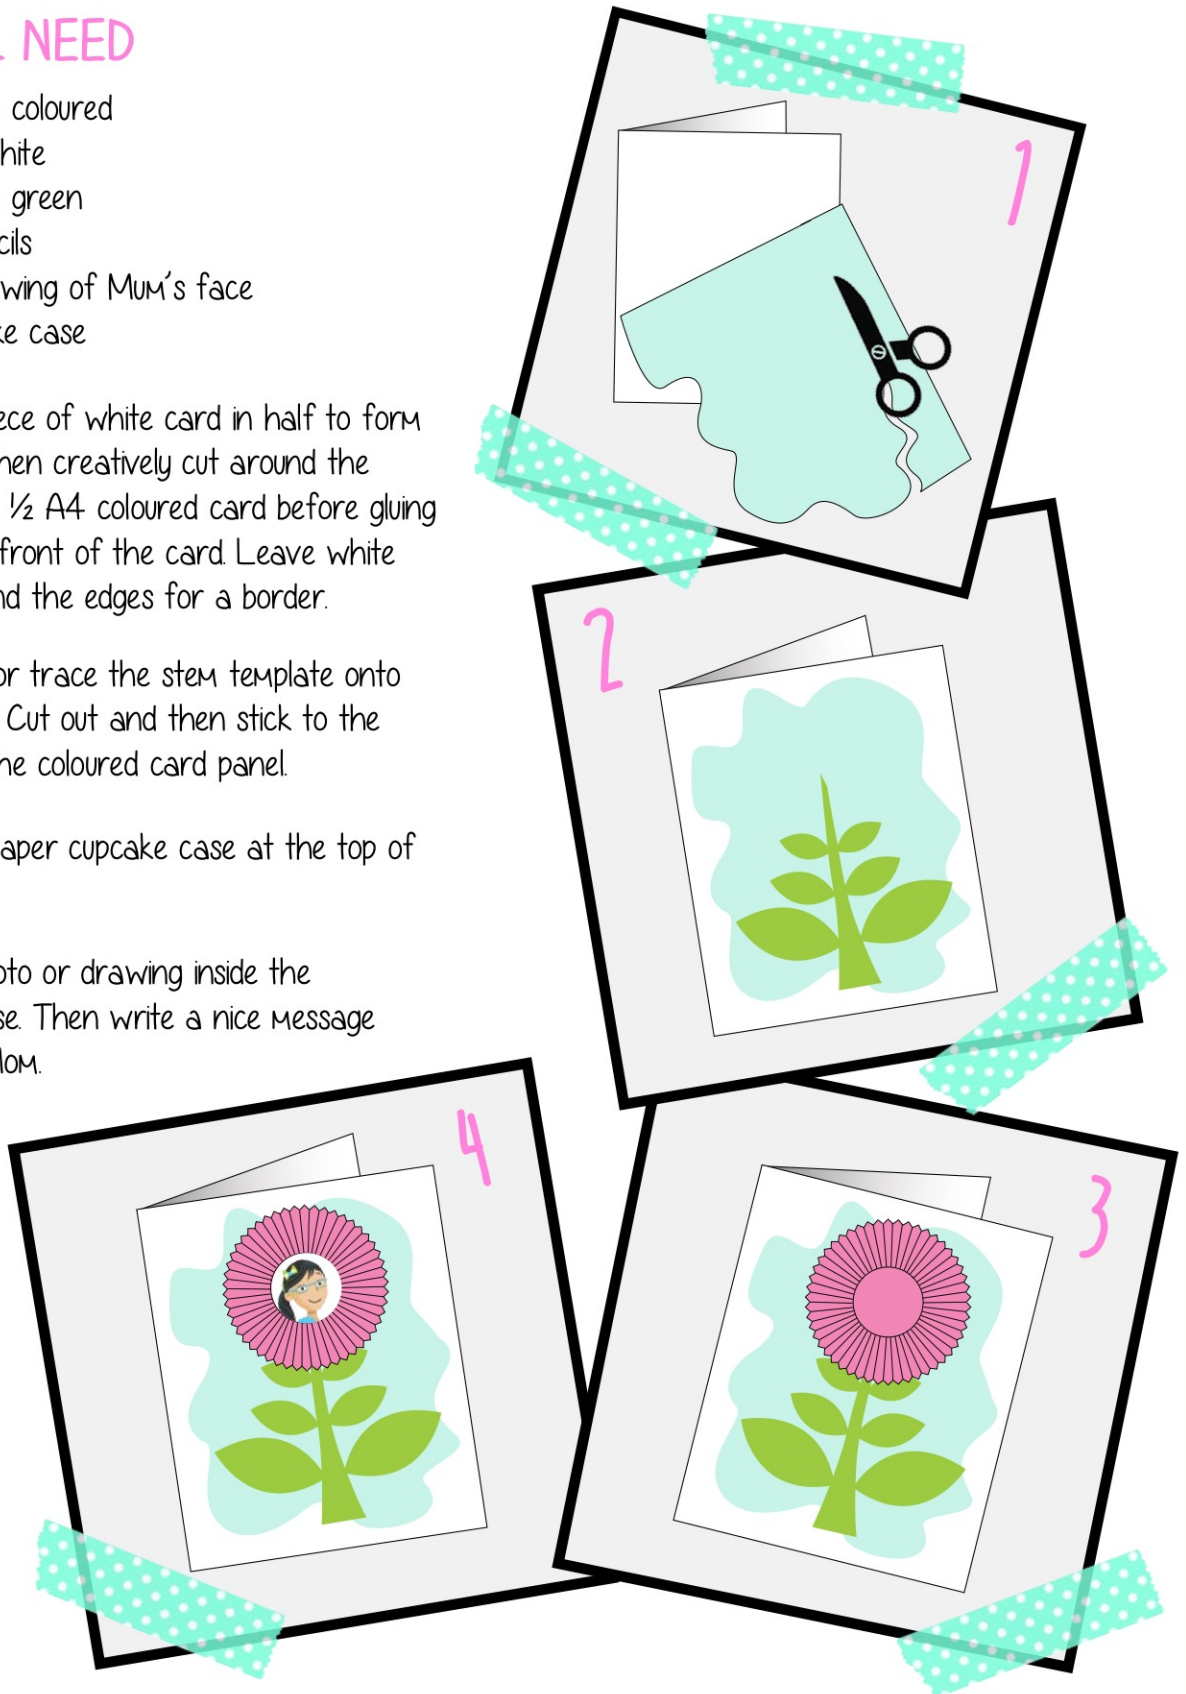 NEED
coloured
hite
green
cils
wing of Mum's face
ke case
ece of white card in half to form
hen creatively cut around the
½ A4 coloured card before gluing
front of the card. Leave white
nd the edges for a border.
or trace the stem template onto
Cut out and then stick to the
he coloured card panel.
aper cupcake case at the top of
oto or drawing inside the
se. Then write a nice message
om.
1
2
3
4